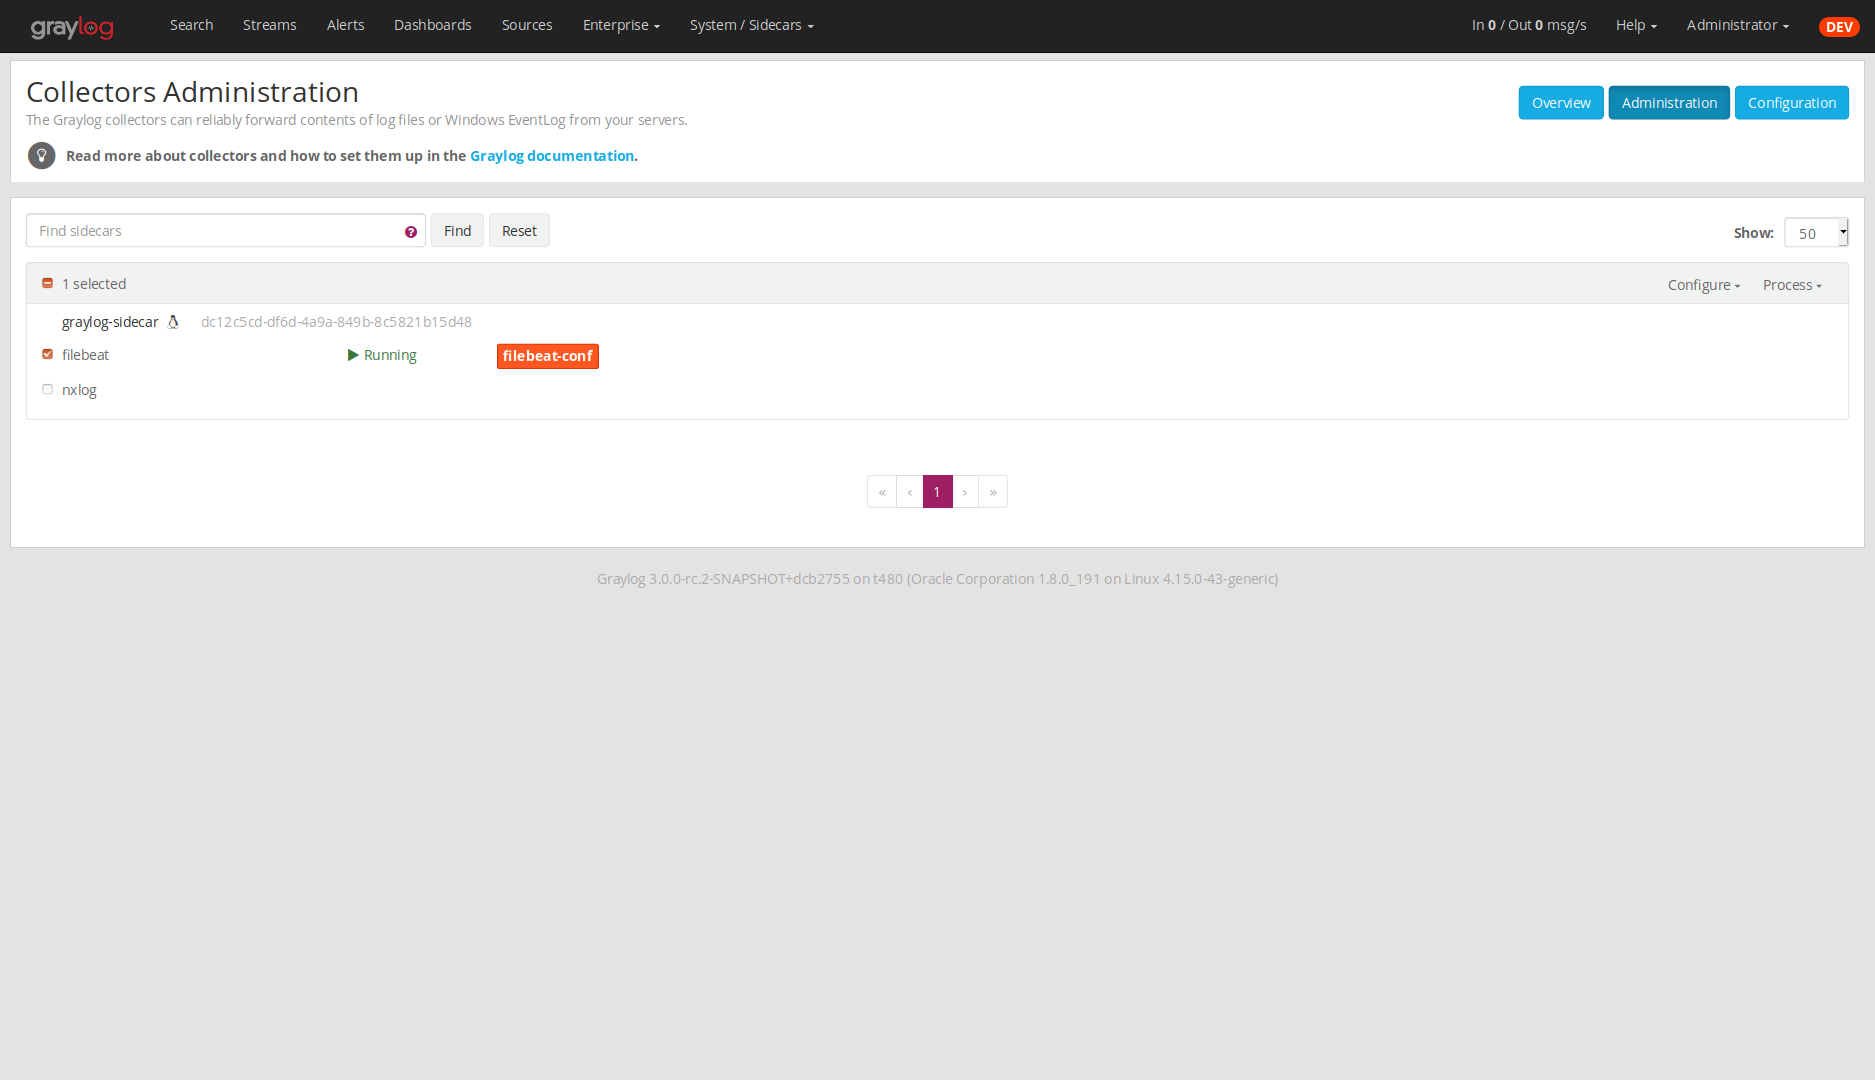 graylog Search Streams Alerts Dashboards Sources Enterprise System / Sidecars In 0 / Out 0 msg/s Help Administrator DEV
Collectors Administration
The Graylog collectors can reliably forward contents of log files or Windows EventLog from your servers.
Overview Administration Configuration
Read more about collectors and how to set them up in the Graylog documentation.
Find sidecars ? Find Reset Show: 50
1 selected Configure Process
graylog-sidecar dc12c5cd-df6d-4a9a-849b-8c5821b15d48
filebeat Running filebeat-conf
nxlog
« ‹ 1 › »
Graylog 3.0.0-rc.2-SNAPSHOT+dcb2755 on t480 (Oracle Corporation 1.8.0_191 on Linux 4.15.0-43-generic)